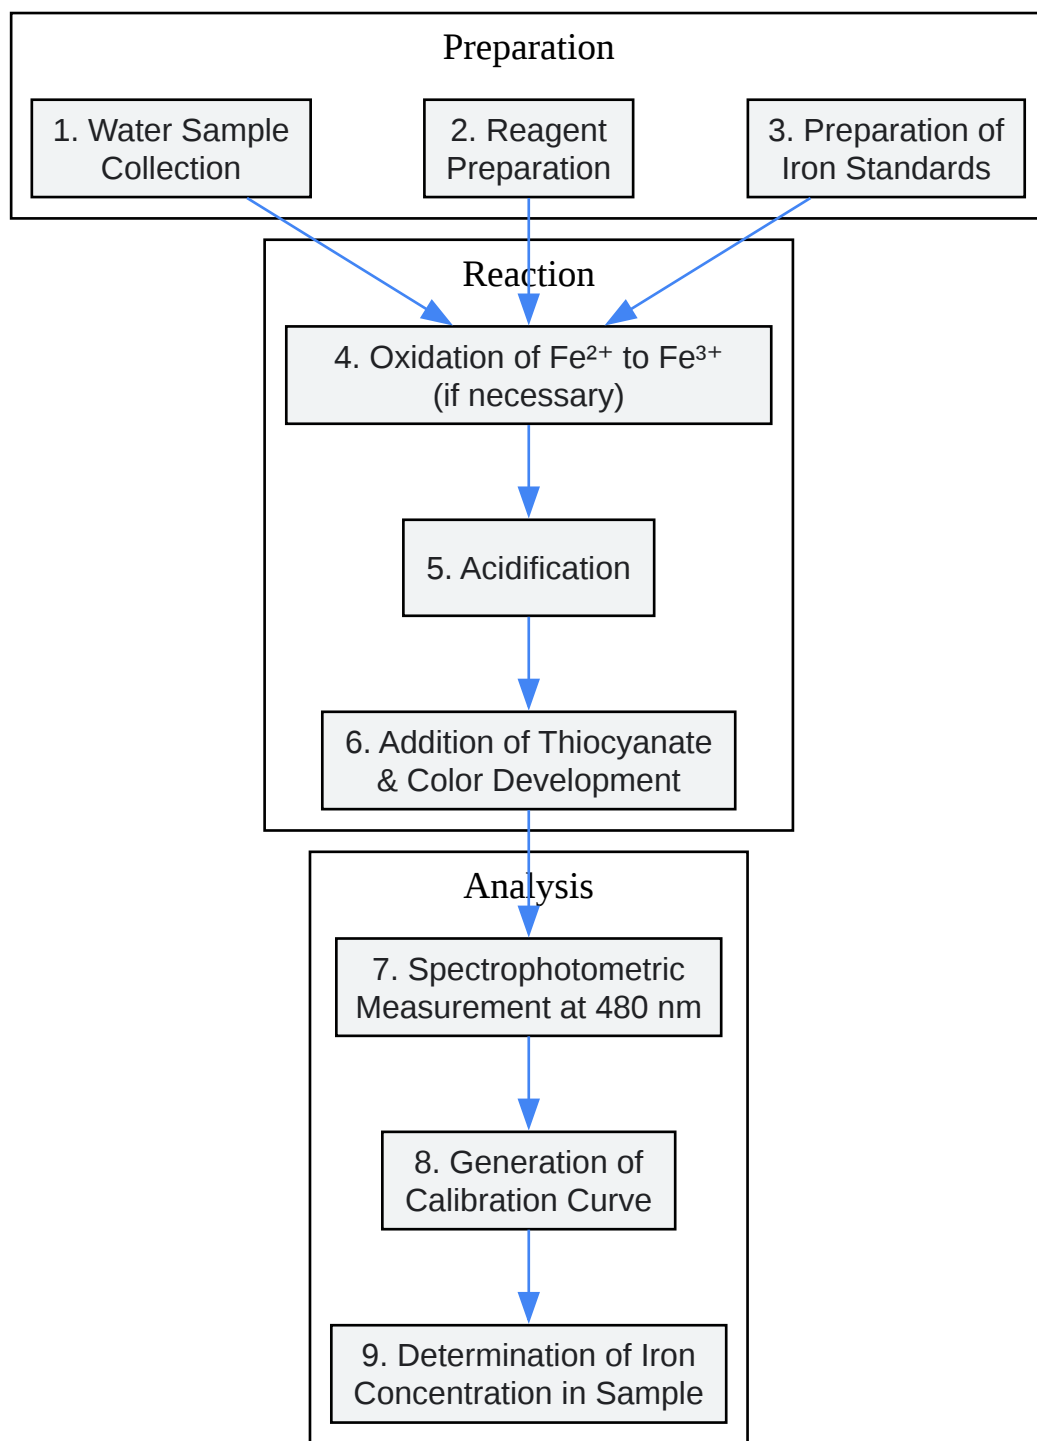 Preparation
1. Water Sample
Collection
2. Reagent
Preparation
3. Preparation of
Iron Standards
Reaction
4. Oxidation of Fe²⁺ to Fe³⁺
(if necessary)
5. Acidification
6. Addition of Thiocyanate
& Color Development
Analysis
7. Spectrophotometric
Measurement at 480 nm
8. Generation of
Calibration Curve
9. Determination of Iron
Concentration in Sample